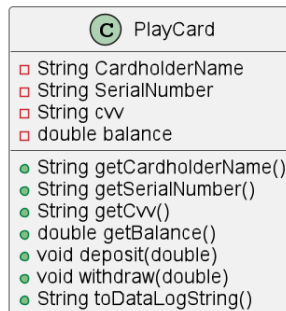 C PlayCard
String CardholderName
String SerialNumber
String cvv
double balance
String getCardholderName()
String getSerialNumber()
String getCvv()
double getBalance()
void deposit(double)
void withdraw(double)
String toDataLogString()